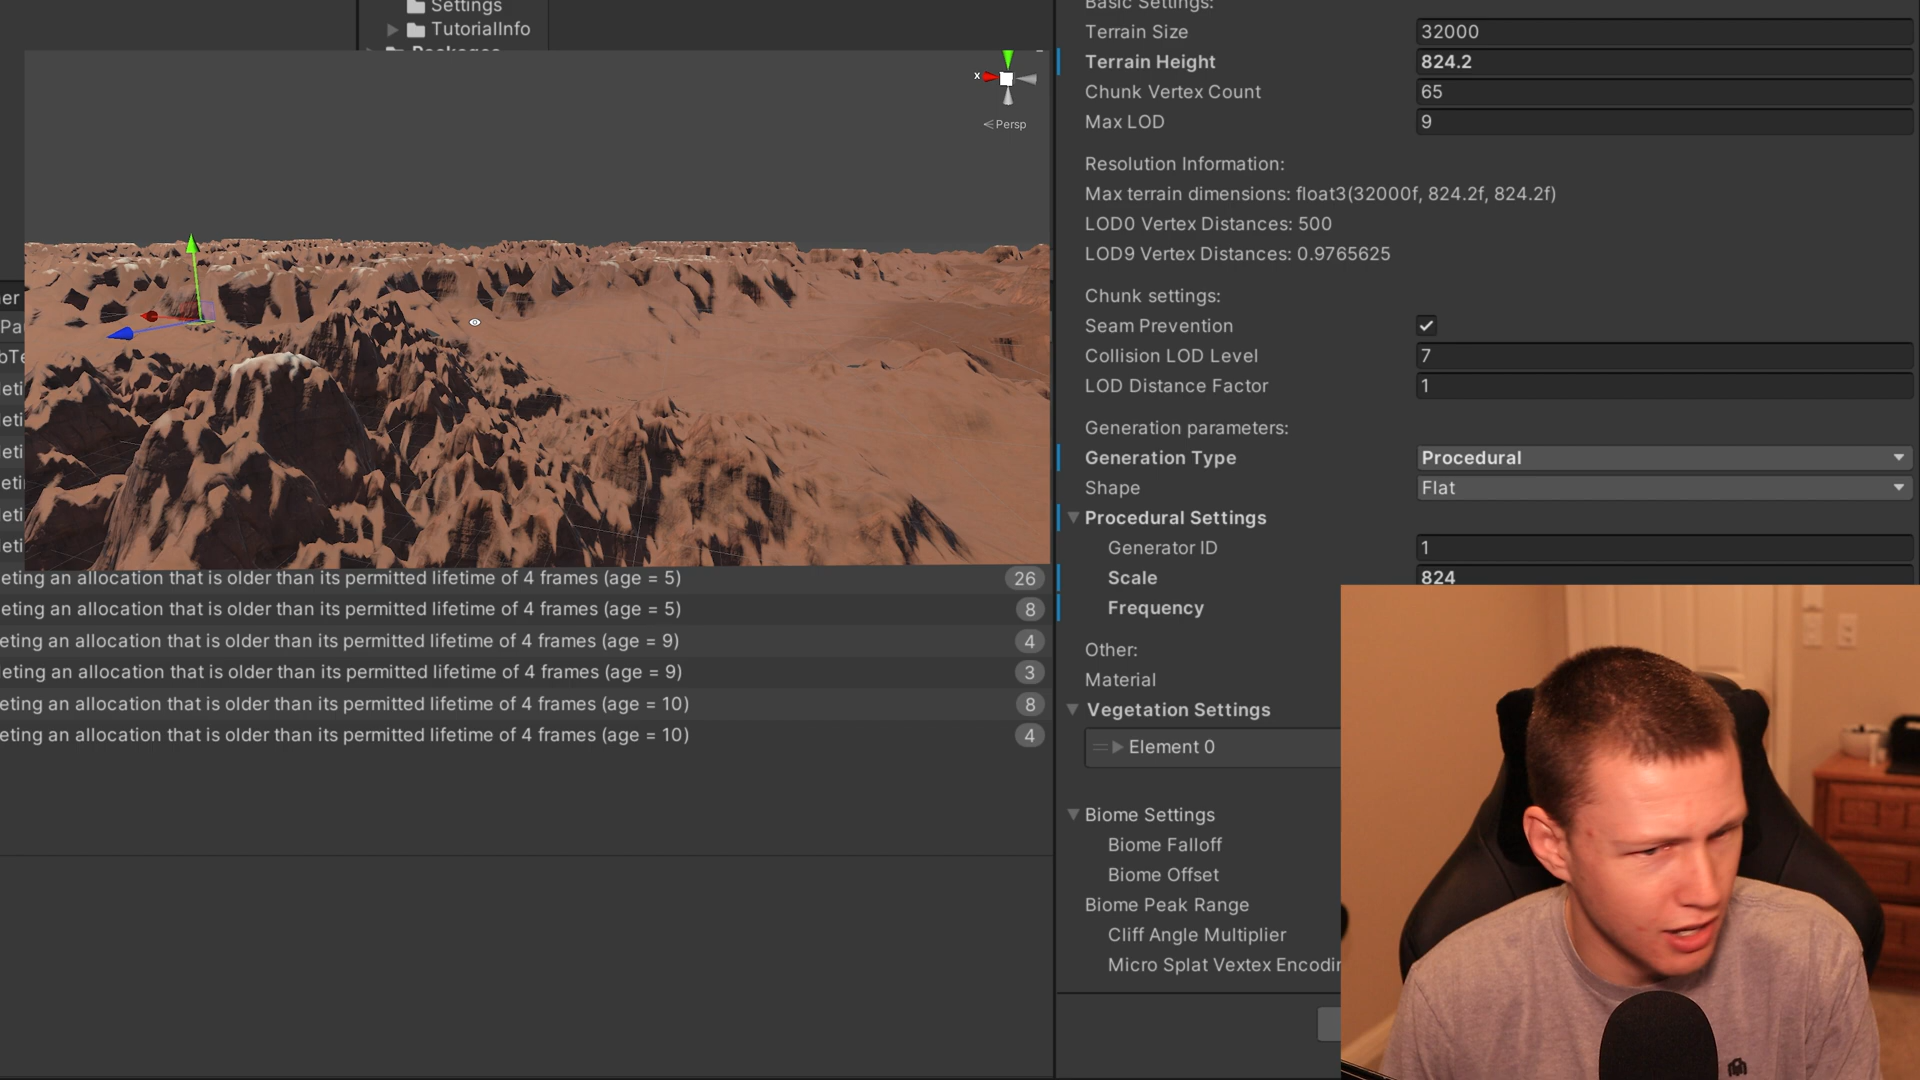 Settings
TutorialInfo
Packages
x
Persp
eting an allocation that is older than its permitted lifetime of 4 frames (age = 5)
26
eting an allocation that is older than its permitted lifetime of 4 frames (age = 5)
8
eting an allocation that is older than its permitted lifetime of 4 frames (age = 9)
4
eting an allocation that is older than its permitted lifetime of 4 frames (age = 9)
3
eting an allocation that is older than its permitted lifetime of 4 frames (age = 10)
8
eting an allocation that is older than its permitted lifetime of 4 frames (age = 10)
4
Basic Settings:
Terrain Size 32000
Terrain Height 824.2
Chunk Vertex Count 65
Max LOD 9
Resolution Information:
Max terrain dimensions: float3(32000f, 824.2f, 824.2f)
LOD0 Vertex Distances: 500
LOD9 Vertex Distances: 0.9765625
Chunk settings:
Seam Prevention
Collision LOD Level 7
LOD Distance Factor 1
Generation parameters:
Generation Type Procedural
Shape Flat
Procedural Settings
Generator ID 1
Scale 824
Frequency
Other:
Material
Vegetation Settings
Element 0
Biome Settings
Biome Falloff
Biome Offset
Biome Peak Range
Cliff Angle Multiplier
Micro Splat Vextex Encodin